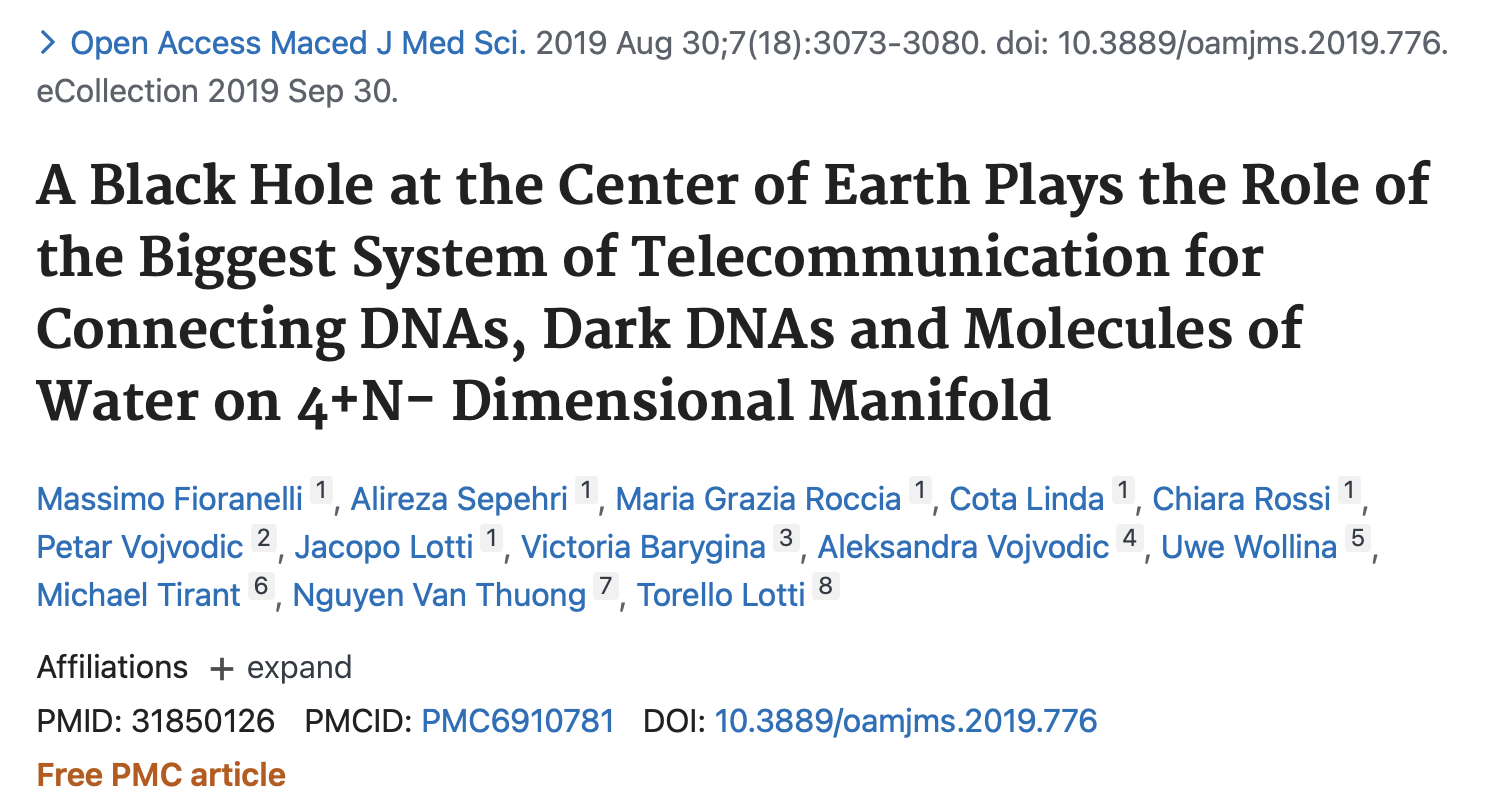 > Open Access Maced J Med Sci. 2019 Aug 30;7(18):3073-3080. doi: 10.3889/oamjms.2019.776.
eCollection 2019 Sep 30.
A Black Hole at the Center of Earth Plays the Role of
the Biggest System of Telecommunication for
Connecting DNAs, Dark DNAs and Molecules of
Water on 4+N- Dimensional Manifold
Massimo Fioranelli 1, Alireza Sepehri 1, Maria Grazia Roccia 1, Cota Linda 1, Chiara Rossi 1,
Petar Vojvodic 2, Jacopo Lotti 1, Victoria Barygina 3, Aleksandra Vojvodic 4, Uwe Wollina 5,
Michael Tirant 6, Nguyen Van Thuong 7, Torello Lotti 8
Affiliations + expand
PMID: 31850126 PMCID: PMC6910781 DOI: 10.3889/oamjms.2019.776
Free PMC article